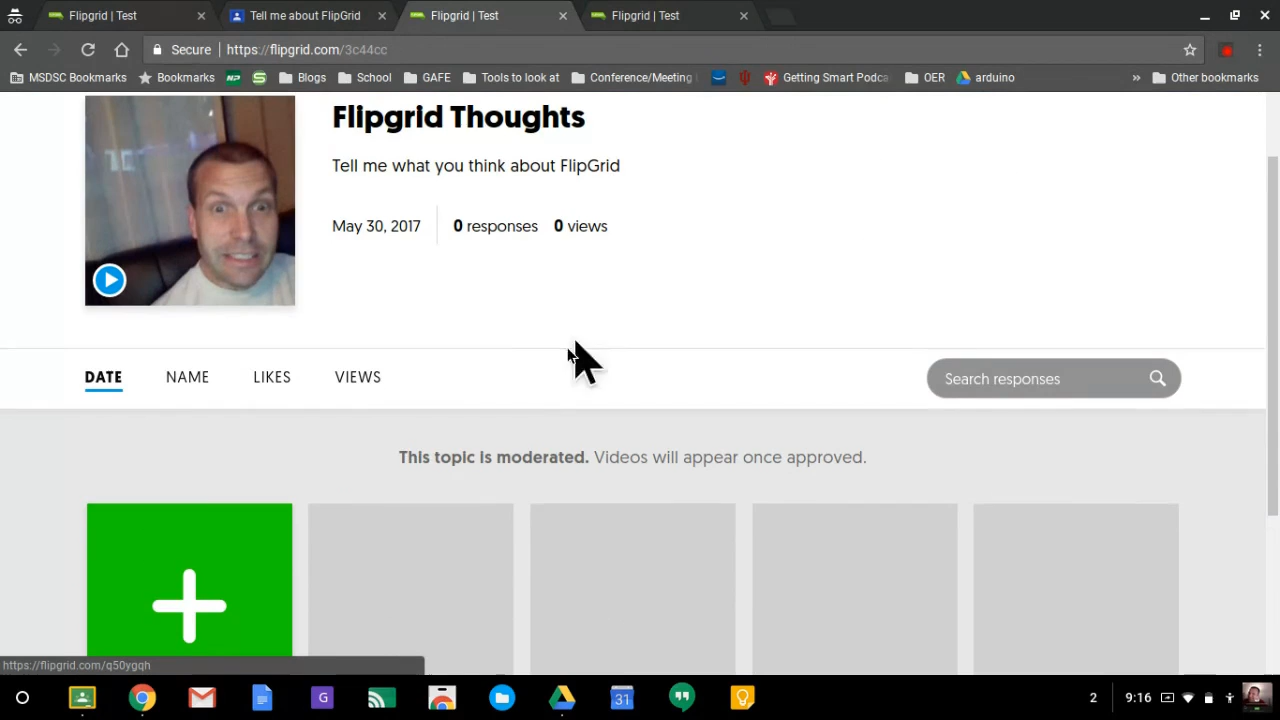 Flipgrid | Test
Tell me about FlipGrid
Flipgrid | Test
Flipgrid | Test
Secure
https://flipgrid.com/3c44cc
MSDSC Bookmarks
Bookmarks
NP
Blogs
School
GAFE
Tools to look at
Conference/Meeting
Getting Smart Podca
OER
arduino
»
Other bookmarks
Flipgrid Thoughts
Tell me what you think about FlipGrid
May 30, 2017
0 responses
0 views
DATE
NAME
LIKES
VIEWS
Search responses
This topic is moderated. Videos will appear once approved.
https://flipgrid.com/q50ygqh
G
31
2
9:16